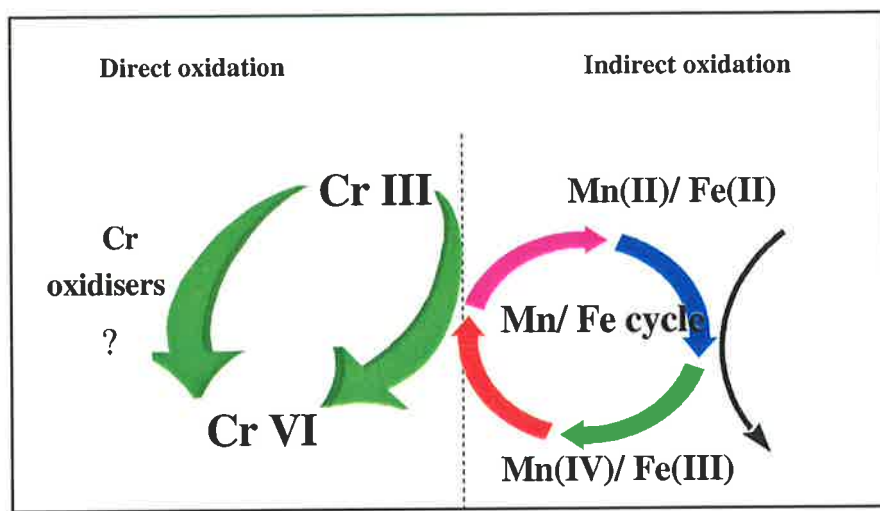 Direct oxidation
Indirect oxidation
Cr III
Mn(II)/ Fe(II)
Cr
oxidisers
?
Mn/ Fe cycle
Cr VI
Mn(IV)/ Fe(III)